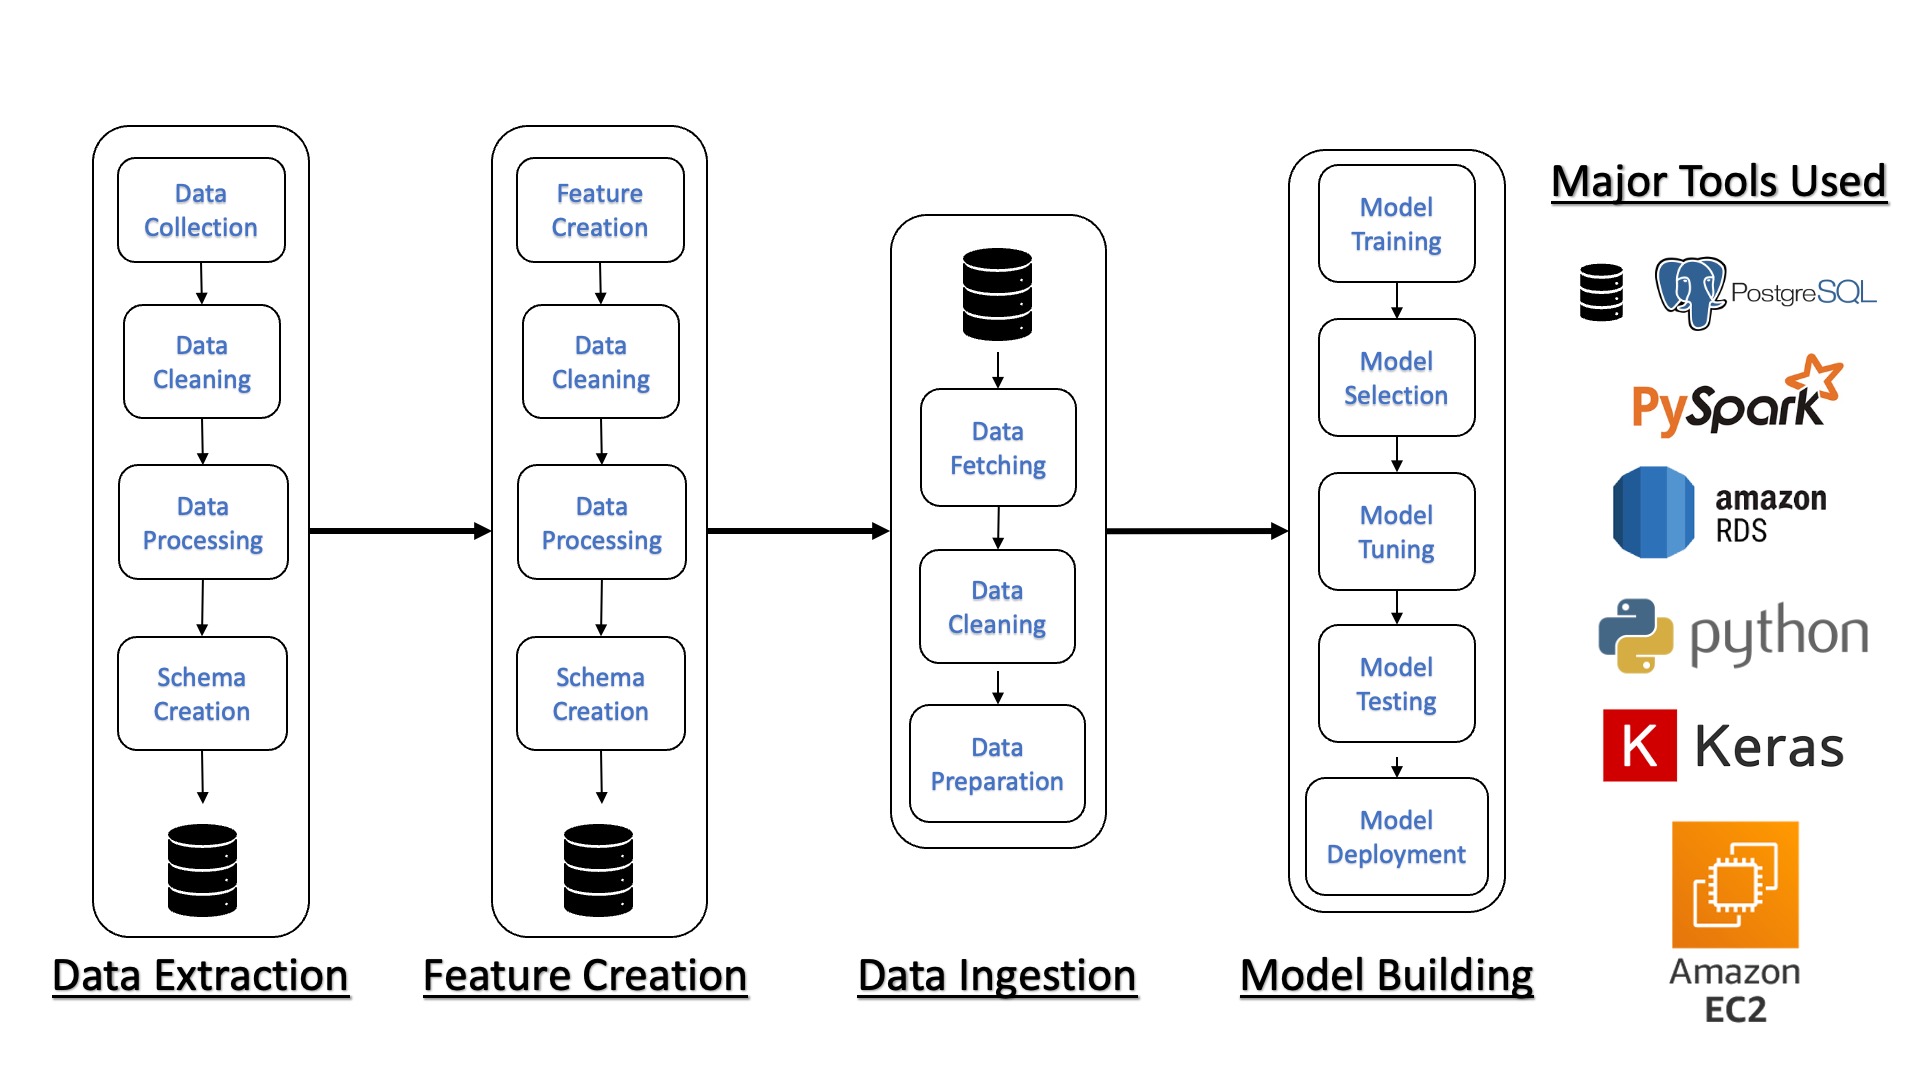 Data
Collection
Data
Cleaning
Data
Processing
Schema
Creation
Data Extraction
Feature
Creation
Data
Cleaning
Data
Processing
Schema
Creation
Feature Creation
Data
Fetching
Data
Cleaning
Data
Preparation
Data Ingestion
Model
Training
Model
Selection
Model
Tuning
Model
Testing
Model
Deployment
Model Building
Major Tools Used
PostgreSQL
PySpark
amazon
RDS
python
K Keras
Amazon
EC2